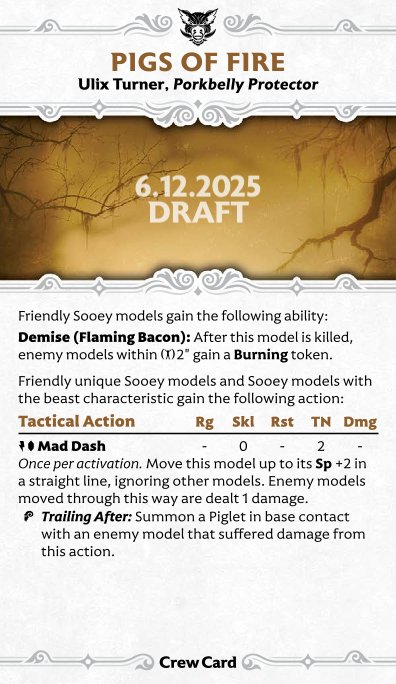 PIGS OF FIRE
Ulix Turner, Porkbelly Protector
6.12.2025
DRAFT
Friendly Sooey models gain the following ability:
Demise (Flaming Bacon): After this model is killed,
enemy models within 2" gain a Burning token.
Friendly unique Sooey models and Sooey models with
the beast characteristic gain the following action:
Tactical Action Rg Skl Rst TN Dmg
Mad Dash - 0 - 2 -
Once per activation. Move this model up to its Sp +2 in
a straight line, ignoring other models. Enemy models
moved through this way are dealt 1 damage.
Trailing After: Summon a Piglet in base contact
with an enemy model that suffered damage from
this action.
Crew Card